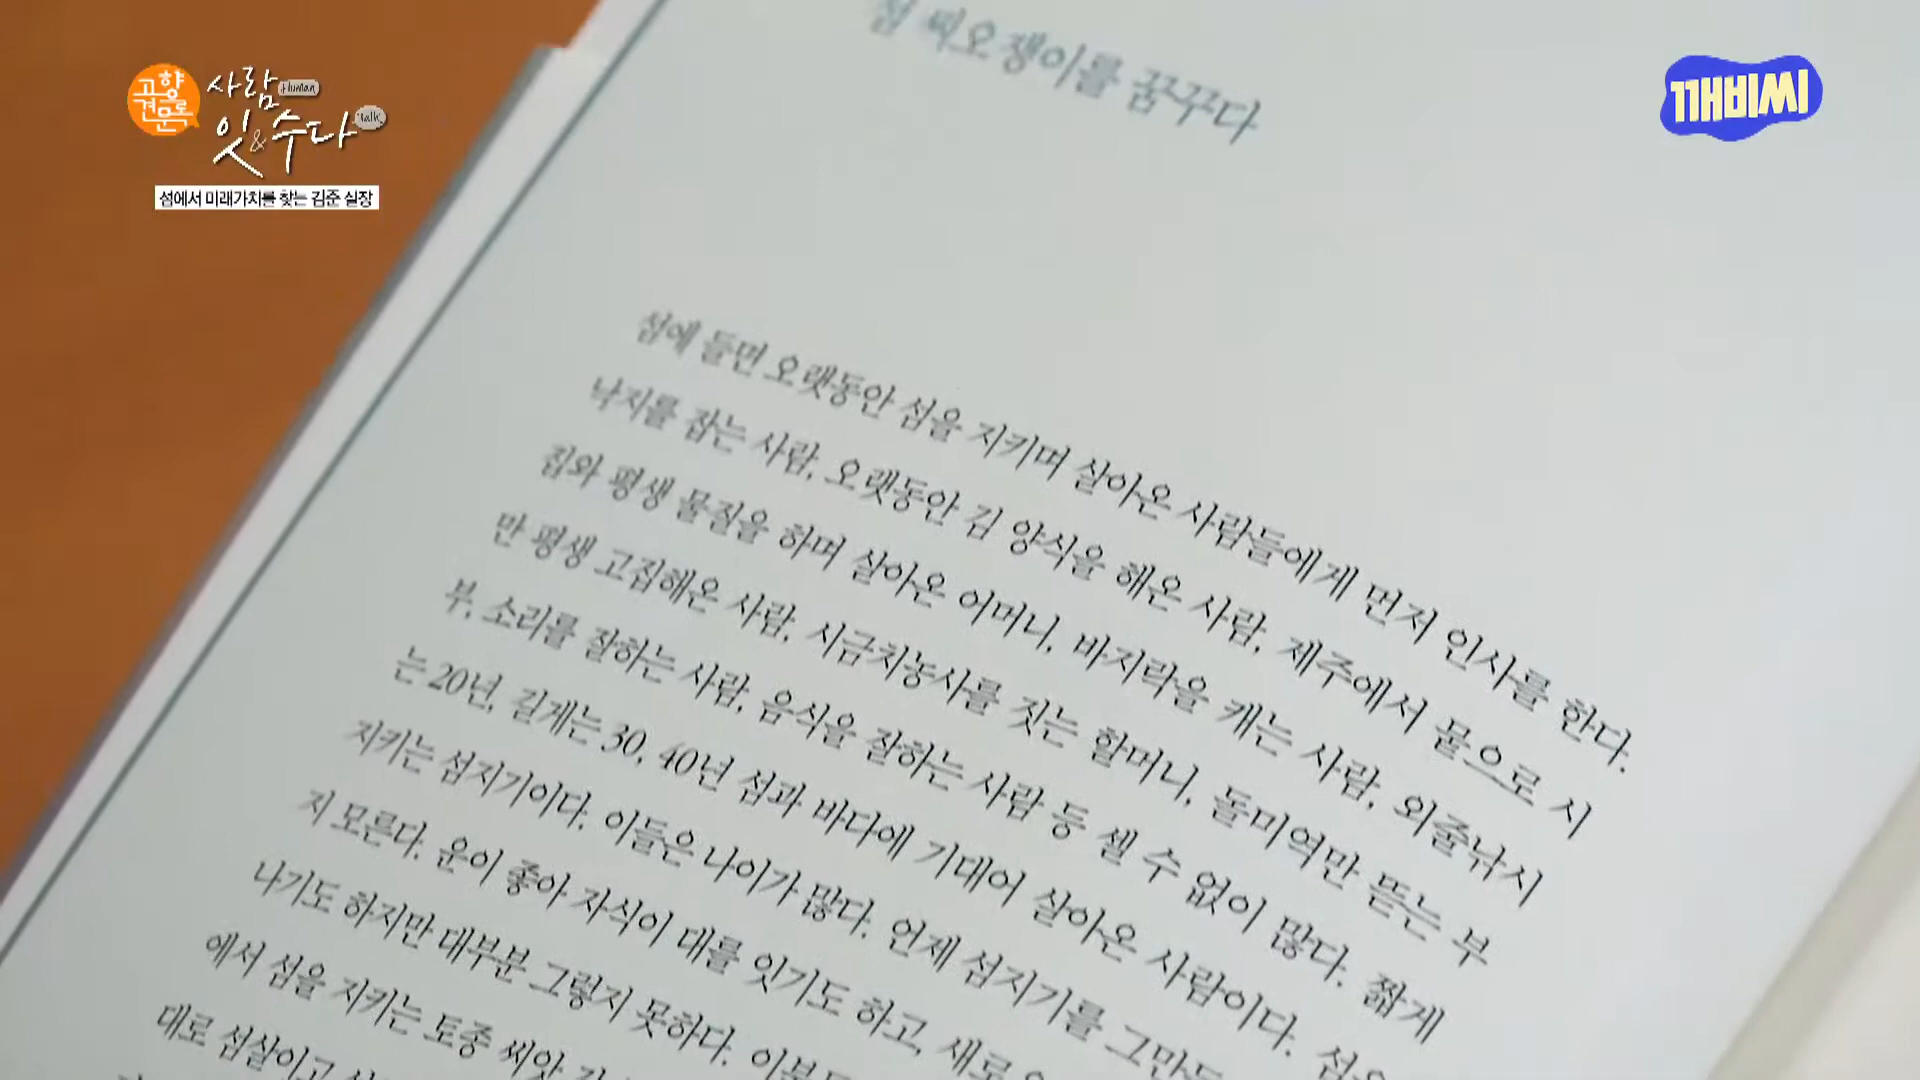 고향
견문록
사람 Human
잇&수다 Talk
섬에서 미래가치를 찾는 김준 실장
깨비씨
섬 씨오쟁이를 꿈꾸다
섬에 들면 오랫동안 섬을 지키며 살아온 사람들에게 먼저 인사를 한다.
낙지를 잡는 사람, 오랫동안 김 양식을 해온 사람, 제주에서 뭍으로 시
집와 평생 물질을 하며 살아온 어머니, 바지락을 캐는 사람, 외줄낚시
만 평생 고집해온 사람, 시금치농사를 짓는 할머니, 돌미역만 뜯는 부
부, 소리를 잘하는 사람, 음식을 잘하는 사람 등 셀 수 없이 많다. 짧게
는 20년, 길게는 30, 40년 섬과 바다에 기대어 살아온 사람이다. 섬을
지키는 섬지기이다. 이들은 나이가 많다. 언제 섬지기를 그만
지 모른다. 운이 좋아 자식이 대를 잇기도 하고, 새로
나기도 하지만 대부분 그렇지 못하다.
에서 섬을 지키는 토종 씨앗
대로 섬살이고